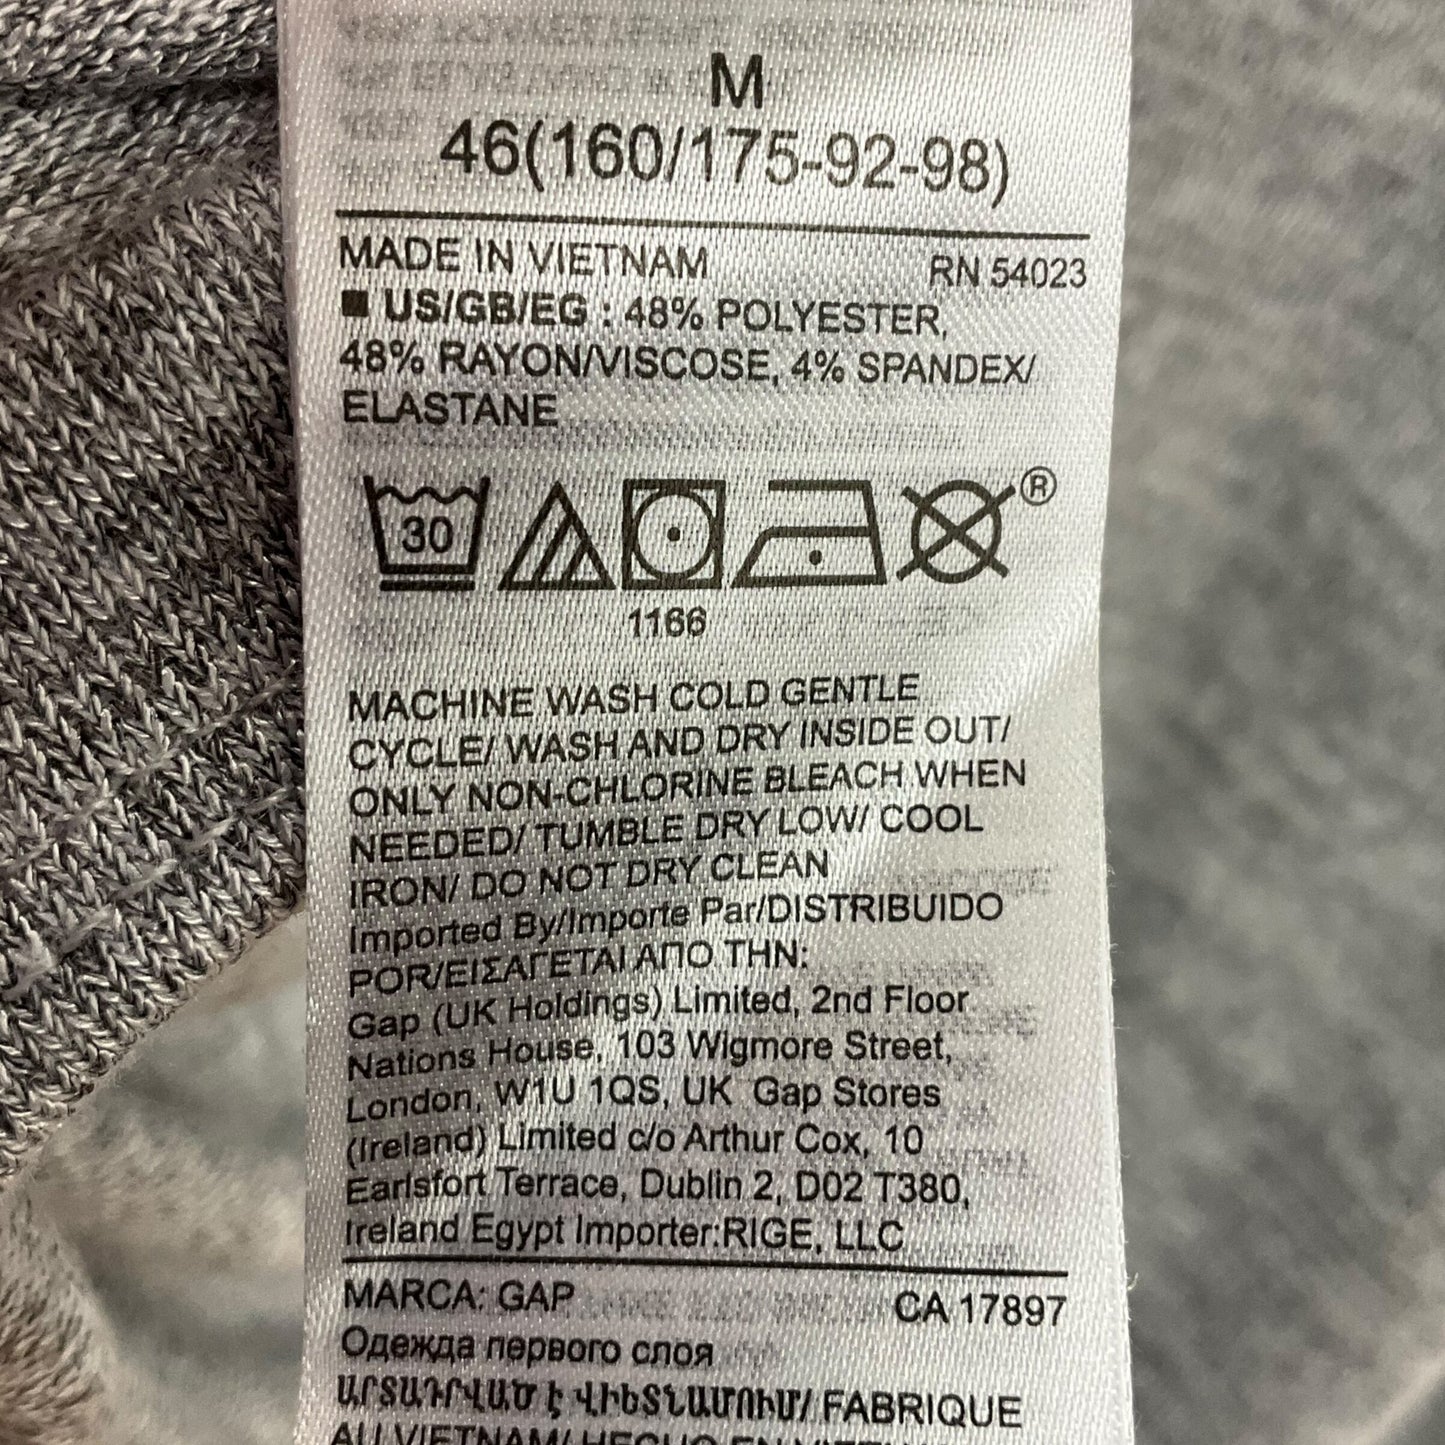 M
46(160/175-92-98)
MADE IN VIETNAM RN 54023
■ US/GB/EG : 48% POLYESTER,
48% RAYON/VISCOSE, 4% SPANDEX/
ELASTANE
30 ®
1166
MACHINE WASH COLD GENTLE
CYCLE/ WASH AND DRY INSIDE OUT/
ONLY NON-CHLORINE BLEACH WHEN
NEEDED/ TUMBLE DRY LOW/ COOL
IRON/ DO NOT DRY CLEAN
Imported By/Importe Par/DISTRIBUIDO
POR/ΕΙΣΑΓΕΤΑΙ ΑΠΟ ΤΗΝ:
Gap (UK Holdings) Limited, 2nd Floor
Nations House, 103 Wigmore Street,
London, W1U 1QS, UK Gap Stores
(Ireland) Limited c/o Arthur Cox, 10
Earlsfort Terrace, Dublin 2, D02 T380,
Ireland Egypt Importer:RIGE, LLC
MARCA: GAP CA 17897
Одежда первого слоя
ԱՐՏԱԴՐՎԱԾ Է ՎԻԵՏՆԱՄՈՒՄ/ FABRIQUE
AU VIETNAM/ HECHO EN